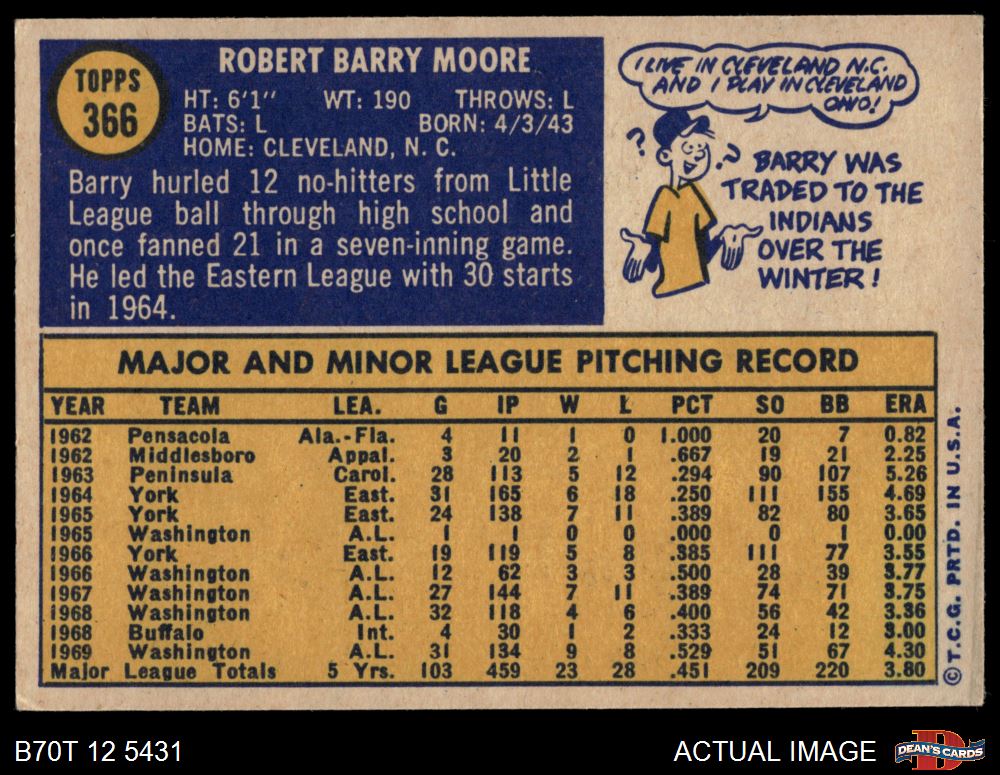 TOPPS
366
ROBERT BARRY MOORE
HT: 6'1" WT: 190 THROWS: L
BATS: L BORN: 4/3/43
HOME: CLEVELAND, N. C.
Barry hurled 12 no-hitters from Little
League ball through high school and
once fanned 21 in a seven-inning game.
He led the Eastern League with 30 starts
in 1964.
I LIVE IN CLEVELAND N.C.
AND I PLAY IN CLEVELAND
OHIO!
? ?
BARRY WAS
TRADED TO THE
INDIANS
OVER THE
WINTER!
MAJOR AND MINOR LEAGUE PITCHING RECORD
YEAR TEAM LEA. G IP W L PCT SO BB ERA
1962 Pensacola Ala.-Fla. 4 11 1 0 1.000 20 7 0.82
1962 Middlesboro Appal. 3 20 2 1 .667 19 21 2.25
1963 Peninsula Carol. 28 113 5 12 .294 90 107 5.26
1964 York East. 31 165 6 18 .250 111 155 4.69
1965 York East. 24 138 7 11 .389 82 80 3.65
1965 Washington A.L. 1 1 0 0 .000 0 1 0.00
1966 York East. 19 119 5 8 .385 111 77 3.55
1966 Washington A.L. 12 62 3 3 .500 28 39 3.77
1967 Washington A.L. 27 144 7 11 .389 74 71 3.75
1968 Washington A.L. 32 118 4 6 .400 56 42 3.36
1968 Buffalo Int. 4 30 1 2 .333 24 12 3.00
1969 Washington A.L. 31 134 9 8 .529 51 67 4.30
Major League Totals 5 Yrs. 103 459 23 28 .451 209 220 3.80
© T.C.G. PRTD. IN U.S.A.
B70T 12 5431
ACTUAL IMAGE
D
DEAN'S CARDS